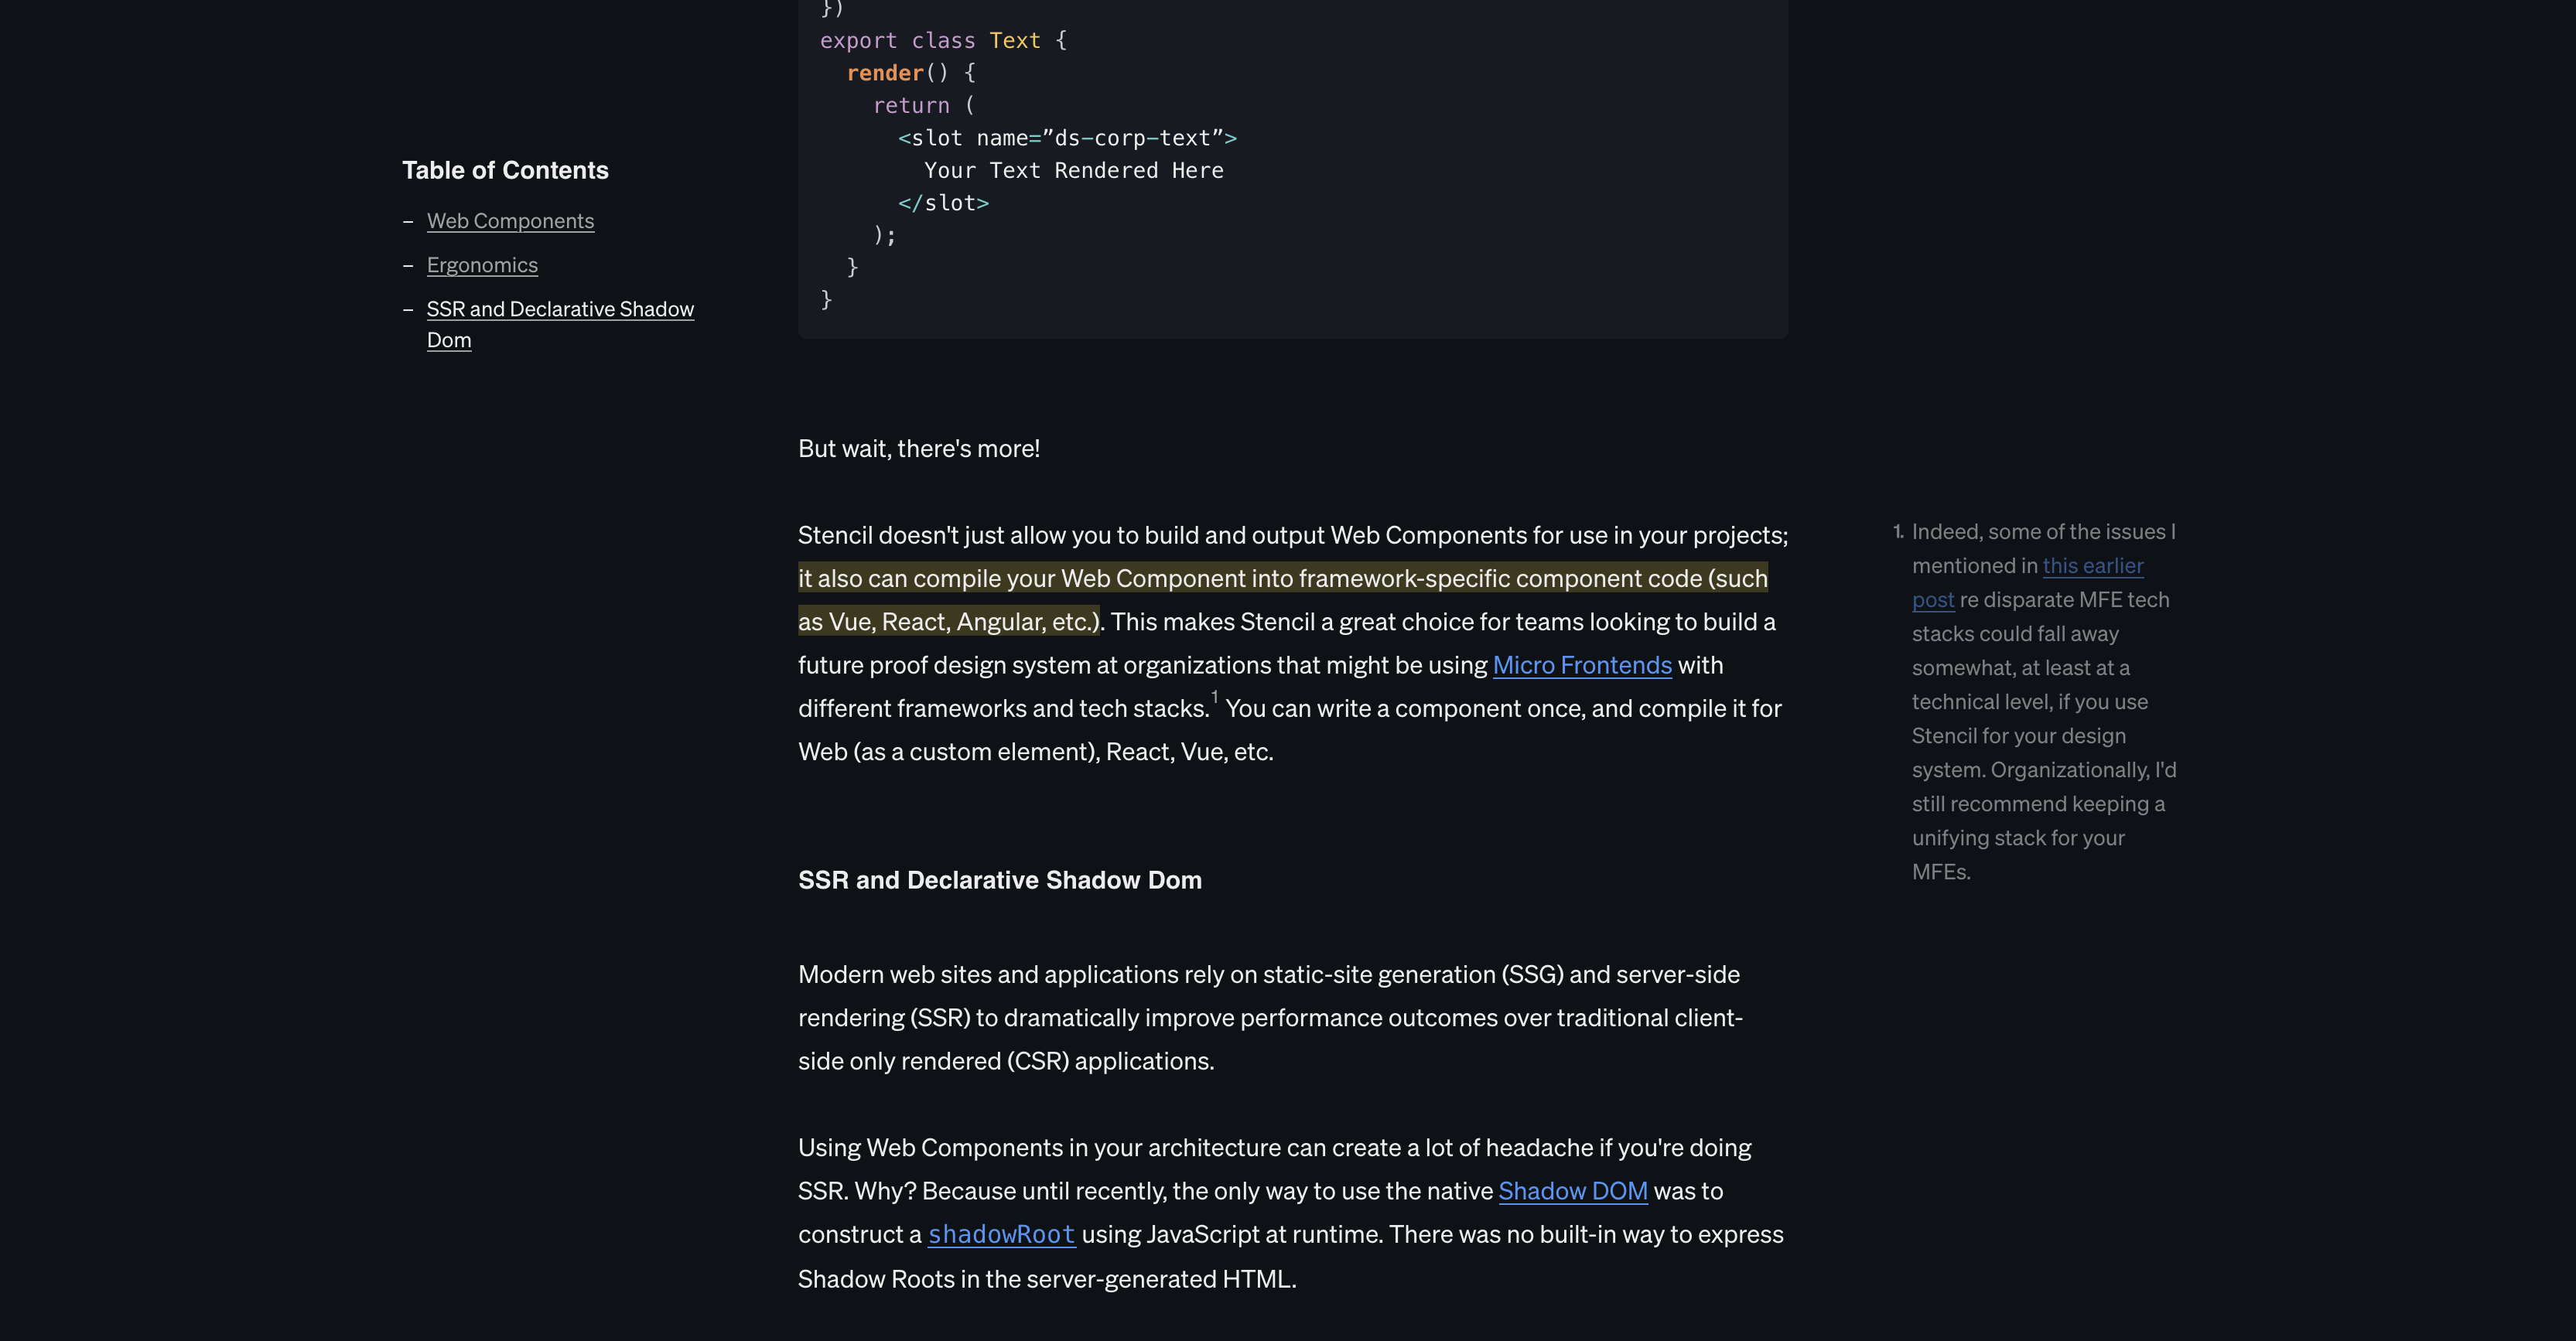 Table of Contents
– Web Components
– Ergonomics
– SSR and Declarative Shadow
Dom
})
export class Text {
render() {
return (
<slot name=”ds-corp-text”>
Your Text Rendered Here
</slot>
);
}
}
But wait, there's more!
Stencil doesn't just allow you to build and output Web Components for use in your projects;
it also can compile your Web Component into framework-specific component code (such
as Vue, React, Angular, etc.). This makes Stencil a great choice for teams looking to build a
future proof design system at organizations that might be using Micro Frontends with
different frameworks and tech stacks.1 You can write a component once, and compile it for
Web (as a custom element), React, Vue, etc.
1. Indeed, some of the issues I
mentioned in this earlier
post re disparate MFE tech
stacks could fall away
somewhat, at least at a
technical level, if you use
Stencil for your design
system. Organizationally, I'd
still recommend keeping a
unifying stack for your
MFEs.
SSR and Declarative Shadow Dom
Modern web sites and applications rely on static-site generation (SSG) and server-side
rendering (SSR) to dramatically improve performance outcomes over traditional client-
side only rendered (CSR) applications.
Using Web Components in your architecture can create a lot of headache if you're doing
SSR. Why? Because until recently, the only way to use the native Shadow DOM was to
construct a shadowRoot using JavaScript at runtime. There was no built-in way to express
Shadow Roots in the server-generated HTML.